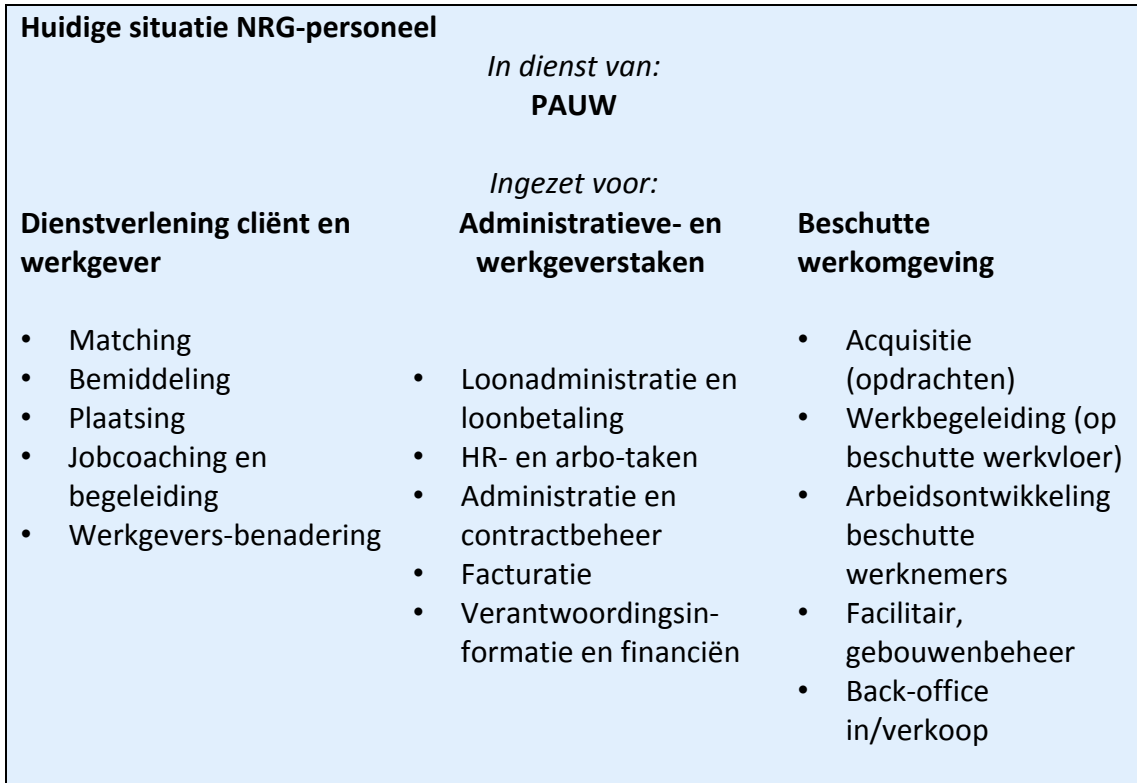 Huidige situatie NRG-personeel
In dienst van:
PAUW
Ingezet voor:
Dienstverlening cliënt en
werkgever
• Matching
• Bemiddeling
• Plaatsing
• Jobcoaching en
begeleiding
• Werkgevers-benadering
Administratieve- en
werkgeverstaken
• Loonadministratie en
loonbetaling
• HR- en arbo-taken
• Administratie en
contractbeheer
• Facturatie
• Verantwoordingsin-
formatie en financiën
Beschutte
werkomgeving
• Acquisitie
(opdrachten)
• Werkbegeleiding (op
beschutte werkvloer)
• Arbeidsontwikkeling
beschutte
werknemers
• Facilitair,
gebouwenbeheer
• Back-office
in/verkoop